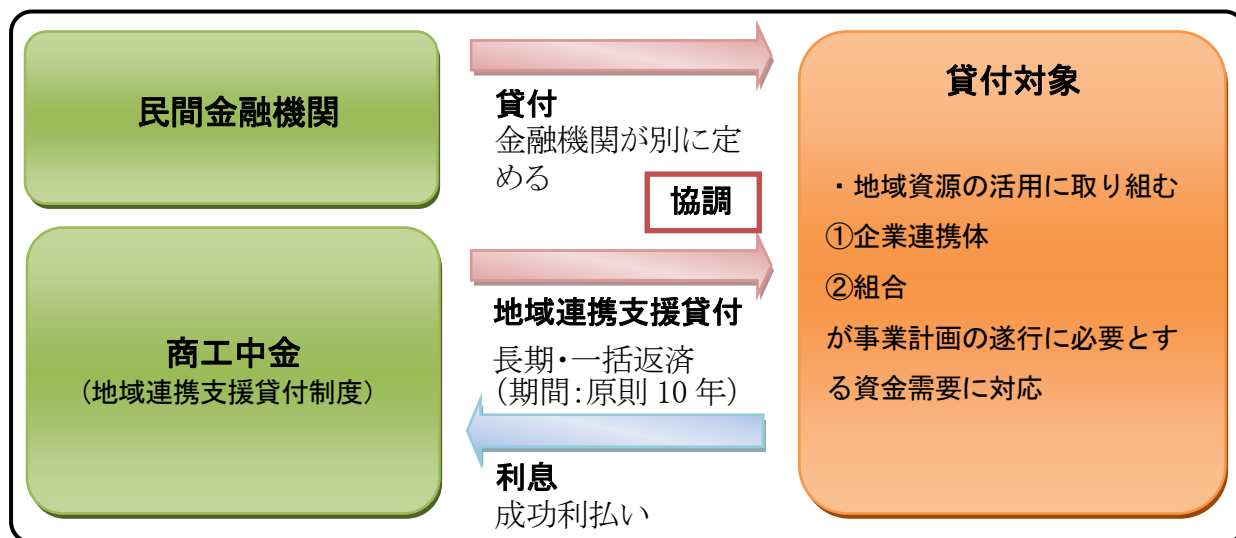 民間金融機関
貸付
金融機関が別に定
める
協調
商工中金
（地域連携支援貸付制度）
地域連携支援貸付
長期・一括返済
（期間：原則 10 年）
利息
成功利払い
貸付対象
・地域資源の活用に取り組む
①企業連携体
②組合
が事業計画の遂行に必要とす
る資金需要に対応